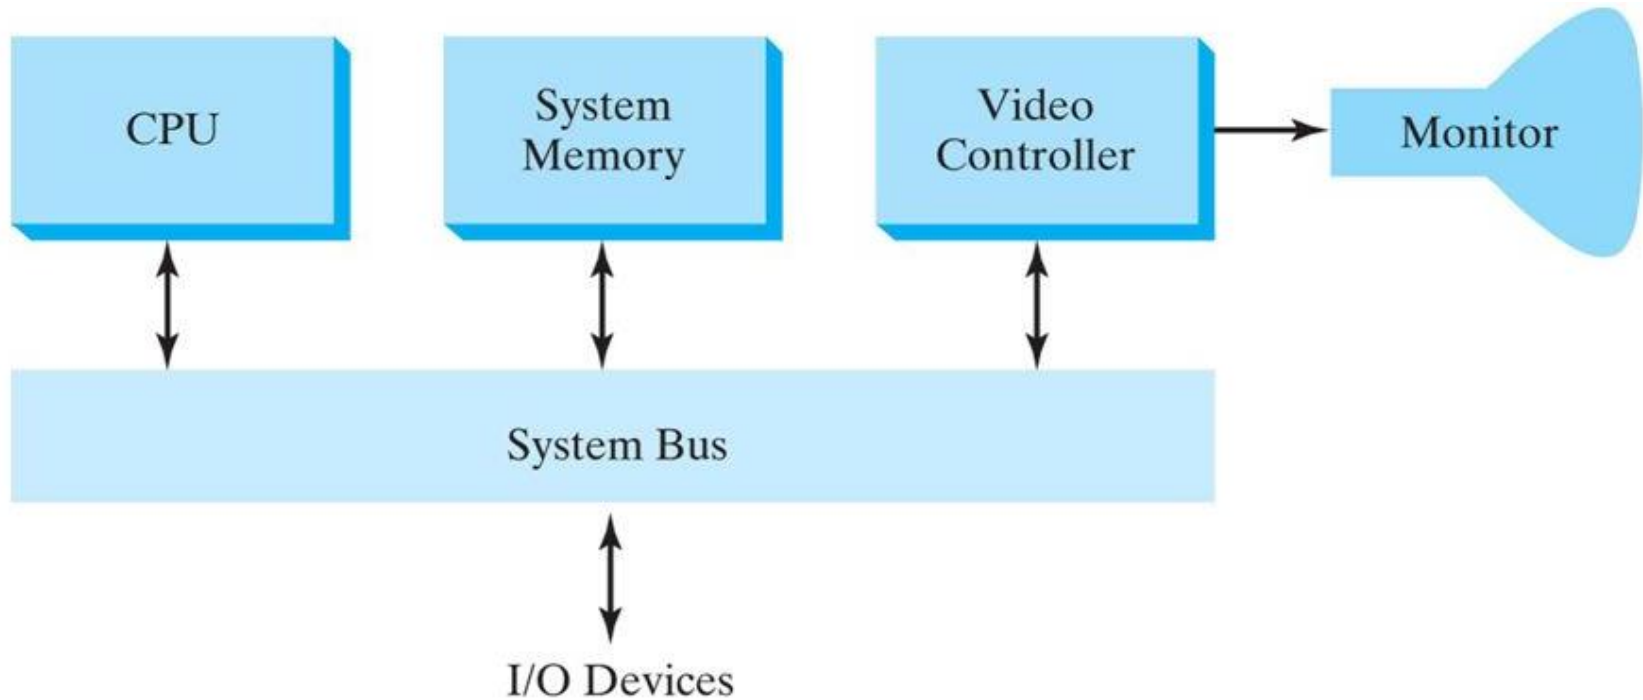 CPU
System
Memory
Video
Controller
Monitor
System Bus
I/O Devices